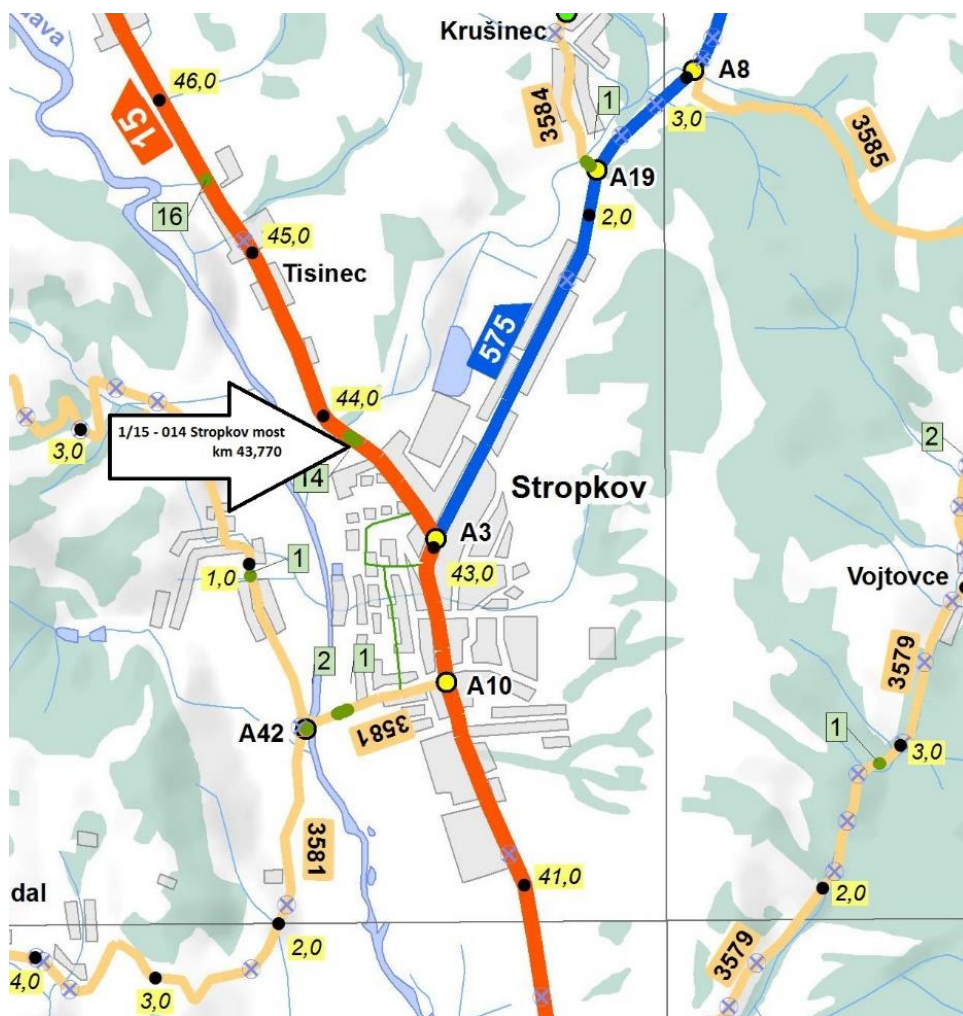 Krušinec
dava
A8
46,0
1
3584
3,0
15
3585
A19
16
2,0
45,0
Tisinec
575
44,0
1/15 - 014 Stropkov most
km 43,770
3,0
2
14
Stropkov
A3
1
43,0
1,0
Vojtovce
2
1
3579
A10
A42
3581
1
3,0
3581
41,0
dal
2,0
2,0
3579
4,0
3,0